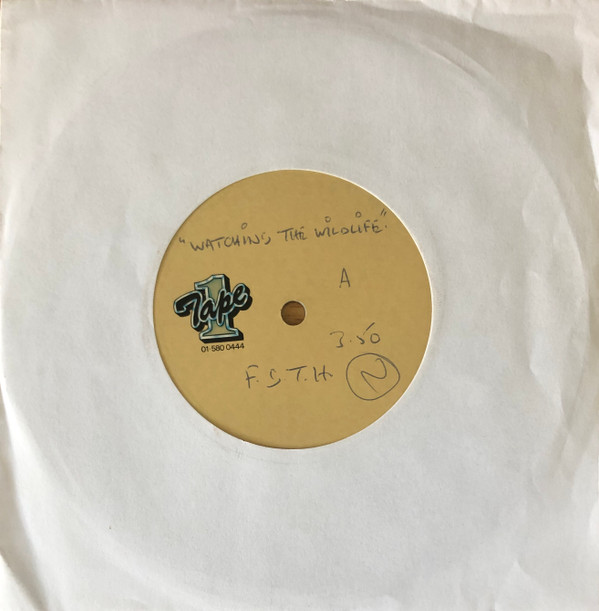 "WATCHING THE WILDLIFE".
A
Tape 1
01-580 0444
3.50
F.G.T.H.
N